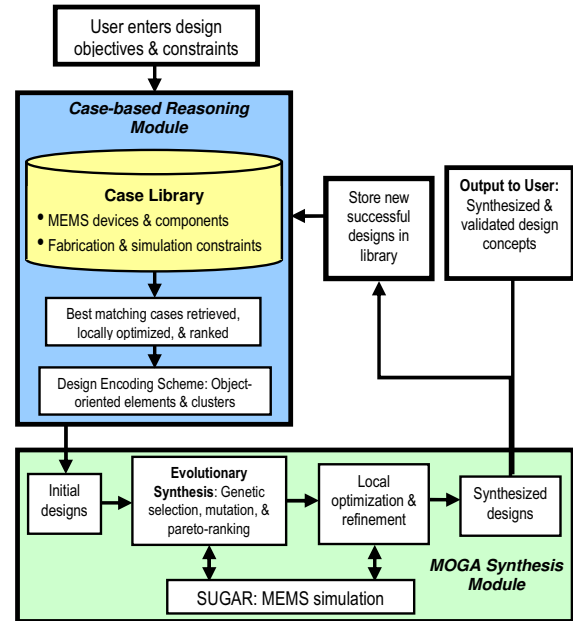 User enters design
objectives & constraints
Case-based Reasoning
Module
Case Library
• MEMS devices & components
• Fabrication & simulation constraints
Best matching cases retrieved,
locally optimized, & ranked
Design Encoding Scheme: Object-
oriented elements & clusters
Store new
successful
designs in
library
Output to User:
Synthesized &
validated design
concepts
Initial
designs
Evolutionary
Synthesis: Genetic
selection, mutation, &
pareto-ranking
Local
optimization &
refinement
Synthesized
designs
MOGA Synthesis
Module
SUGAR: MEMS simulation